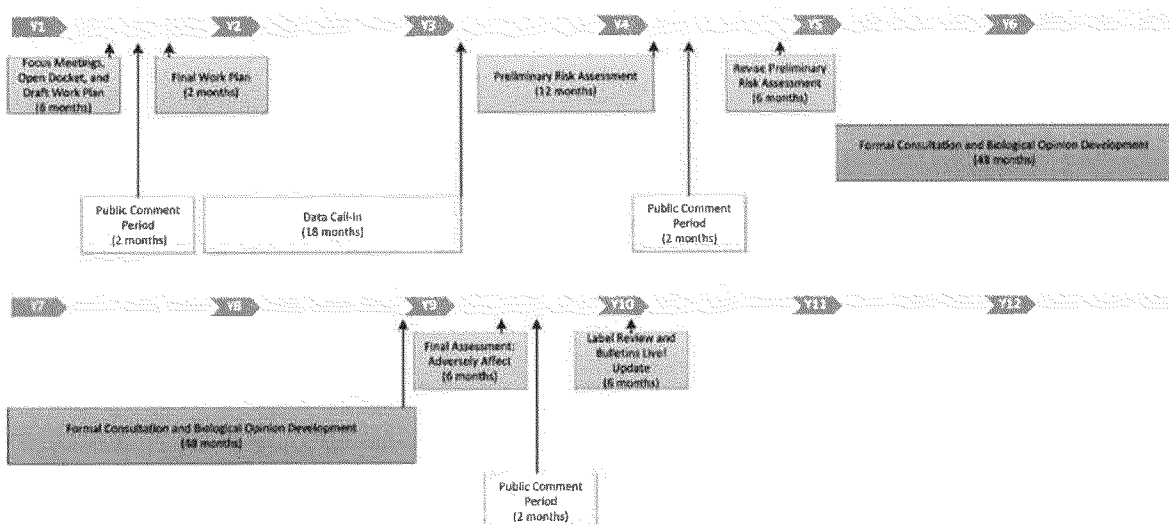 Y1 Y2 Y3 Y4 Y5 Y6
Focus Meetings,
Open Docket, and
Draft Work Plan
(6 months)
Final Work Plan
(2 months)
Preliminary Risk Assessment
(12 months)
Revise Preliminary
Risk Assessment
(6 months)
Formal Consultation and Biological Opinion Development
(48 months)
Public Comment
Period
(2 months)
Data Call-in
(18 months)
Public Comment
Period
(2 months)
Y7 Y8 Y9 Y10 Y11 Y12
Final Assessment:
Adversely Affect
(6 months)
Label Review and
Bulletins Live!
Update
(6 months)
Formal Consultation and Biological Opinion Development
(48 months)
Public Comment
Period
(2 months)